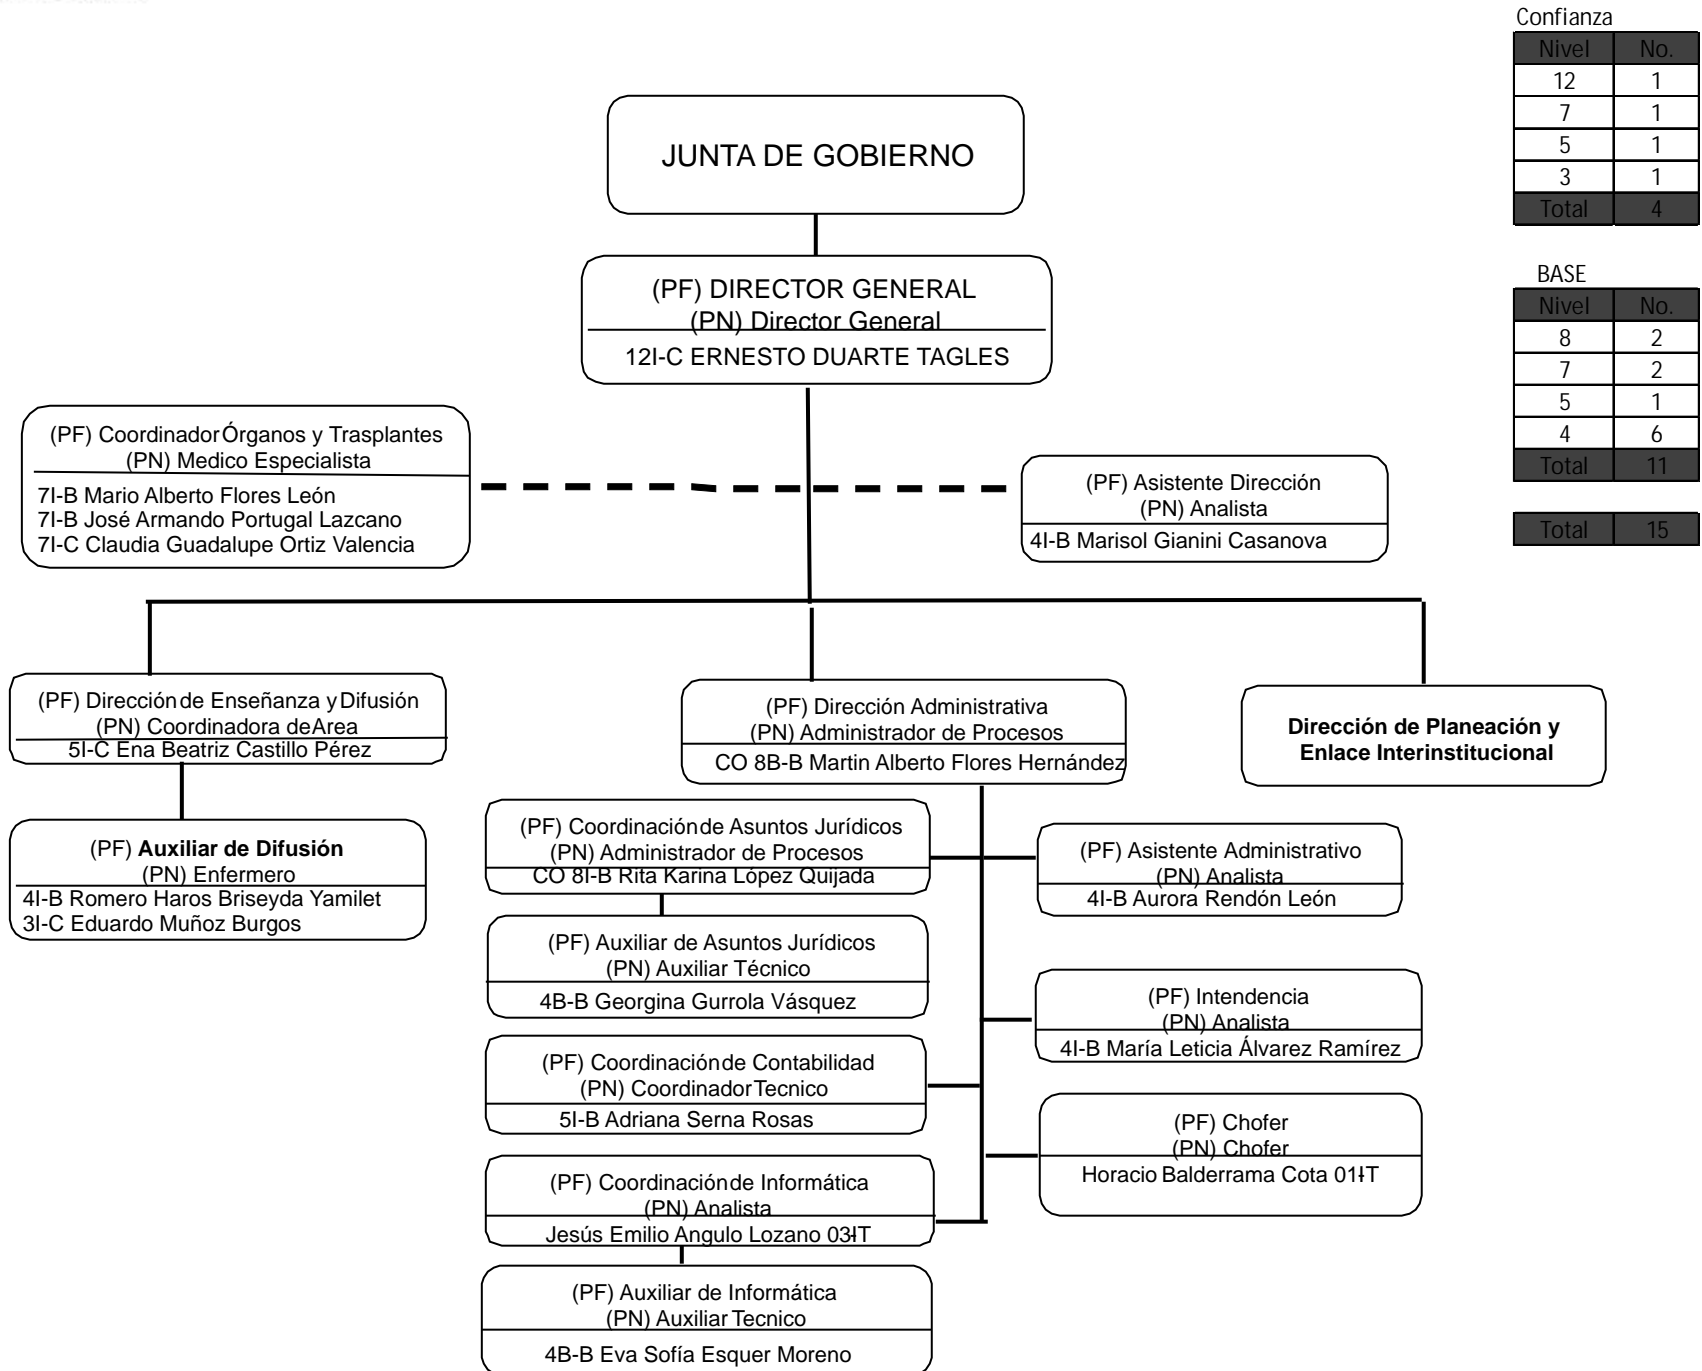 Confianza
Nivel No.
12 1
7 1
5 1
3 1
Total 4
BASE
Nivel No.
8 2
7 2
5 1
4 6
Total 11
Total 15
JUNTA DE GOBIERNO
(PF) DIRECTOR GENERAL
(PN) Director General
12I-C ERNESTO DUARTE TAGLES
(PF) Coordinador Órganos y Trasplantes
(PN) Medico Especialista
7I-B Mario Alberto Flores León
7I-B José Armando Portugal Lazcano
7I-C Claudia Guadalupe Ortiz Valencia
(PF) Asistente Dirección
(PN) Analista
4I-B Marisol Gianini Casanova
(PF) Dirección de Enseñanza y Difusión
(PN) Coordinadora de Area
5I-C Ena Beatriz Castillo Pérez
(PF) Auxiliar de Difusión
(PN) Enfermero
4I-B Romero Haros Briseyda Yamilet
3I-C Eduardo Muñoz Burgos
(PF) Dirección Administrativa
(PN) Administrador de Procesos
CO 8B-B Martin Alberto Flores Hernández
Dirección de Planeación y
Enlace Interinstitucional
(PF) Coordinación de Asuntos Jurídicos
(PN) Administrador de Procesos
CO 8I-B Rita Karina López Quijada
(PF) Auxiliar de Asuntos Jurídicos
(PN) Auxiliar Técnico
4B-B Georgina Gurrola Vásquez
(PF) Coordinación de Contabilidad
(PN) Coordinador Tecnico
5I-B Adriana Serna Rosas
(PF) Coordinación de Informática
(PN) Analista
Jesús Emilio Angulo Lozano 03I-T
(PF) Auxiliar de Informática
(PN) Auxiliar Tecnico
4B-B Eva Sofía Esquer Moreno
(PF) Asistente Administrativo
(PN) Analista
4I-B Aurora Rendón León
(PF) Intendencia
(PN) Analista
4I-B María Leticia Álvarez Ramírez
(PF) Chofer
(PN) Chofer
Horacio Balderrama Cota 01I-T